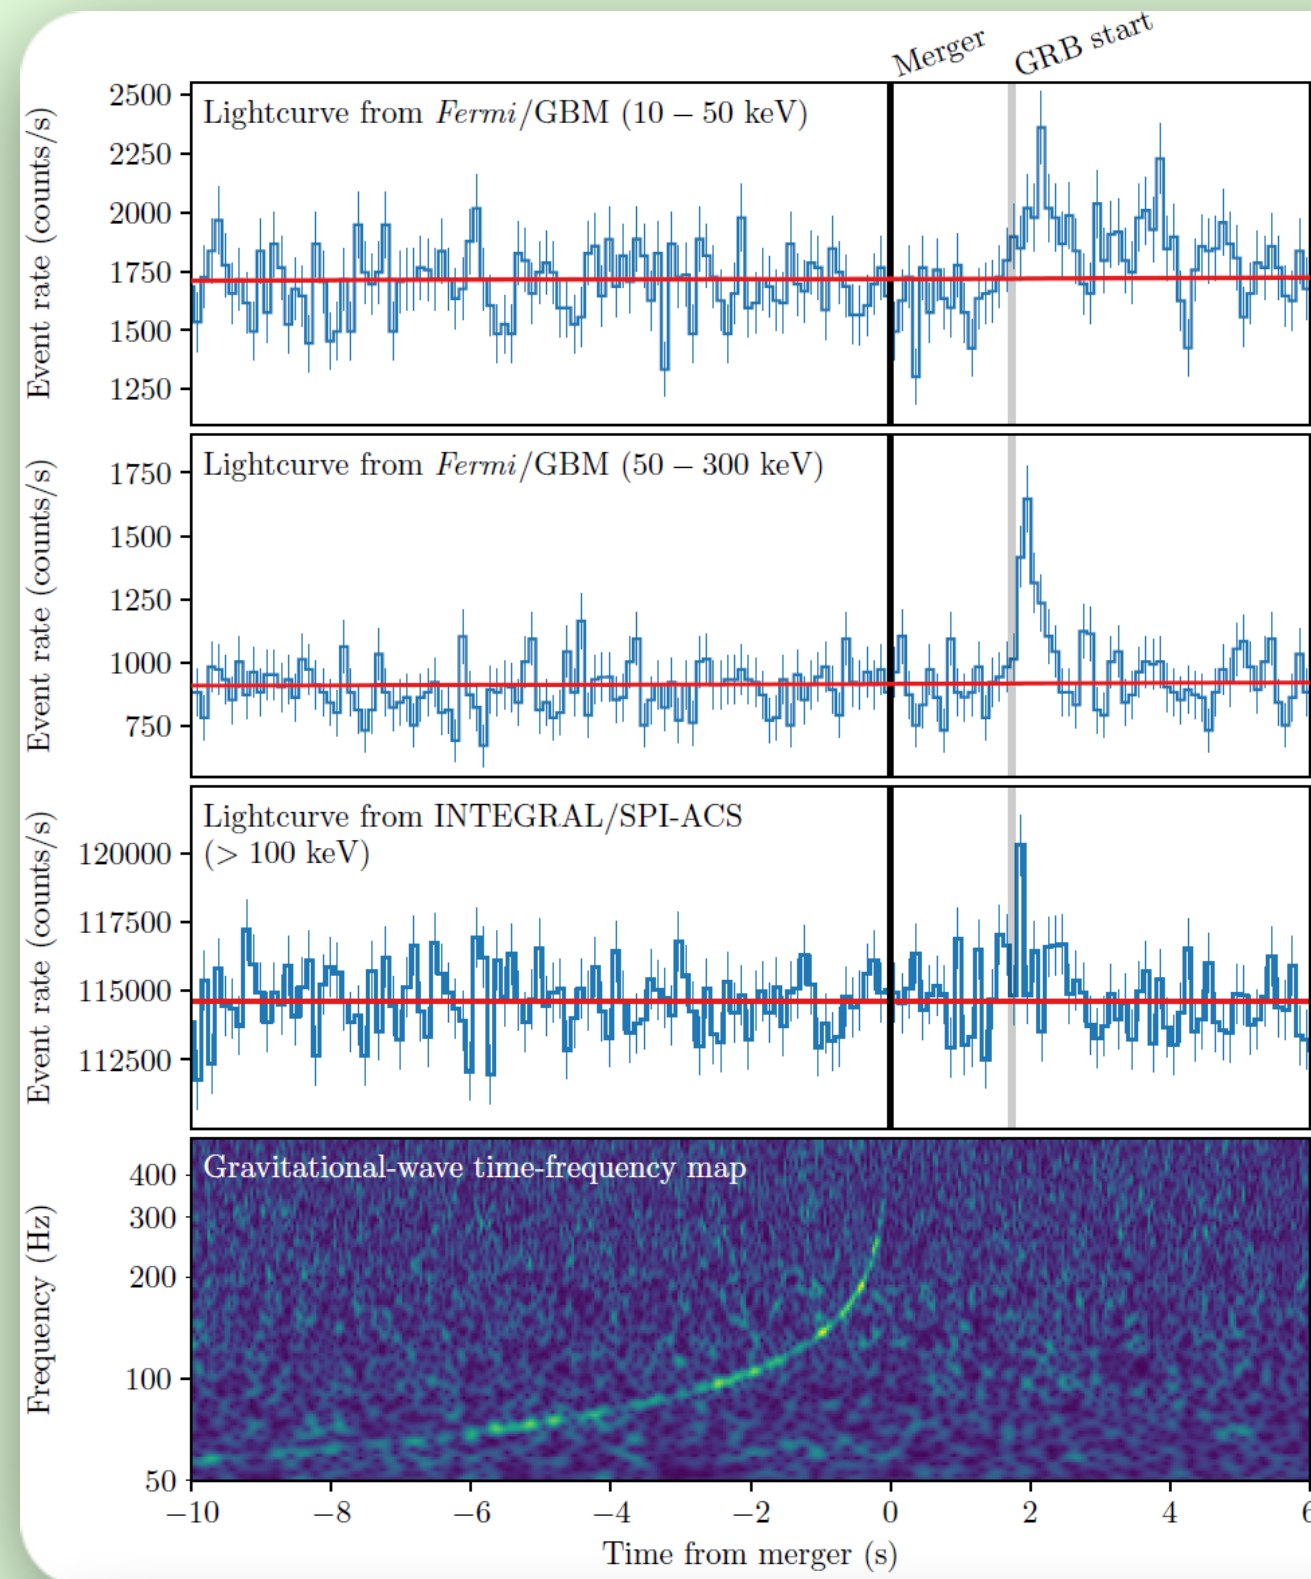 Merger
GRB start
Lightcurve from Fermi/GBM (10 – 50 keV)
Event rate (counts/s)
2500
2250
2000
1750
1500
1250
Lightcurve from Fermi/GBM (50 – 300 keV)
Event rate (counts/s)
1750
1500
1250
1000
750
Lightcurve from INTEGRAL/SPI-ACS
(> 100 keV)
Event rate (counts/s)
120000
117500
115000
112500
Gravitational-wave time-frequency map
Frequency (Hz)
400
300
200
100
50
−10 −8 −6 −4 −2 0 2 4 6
Time from merger (s)